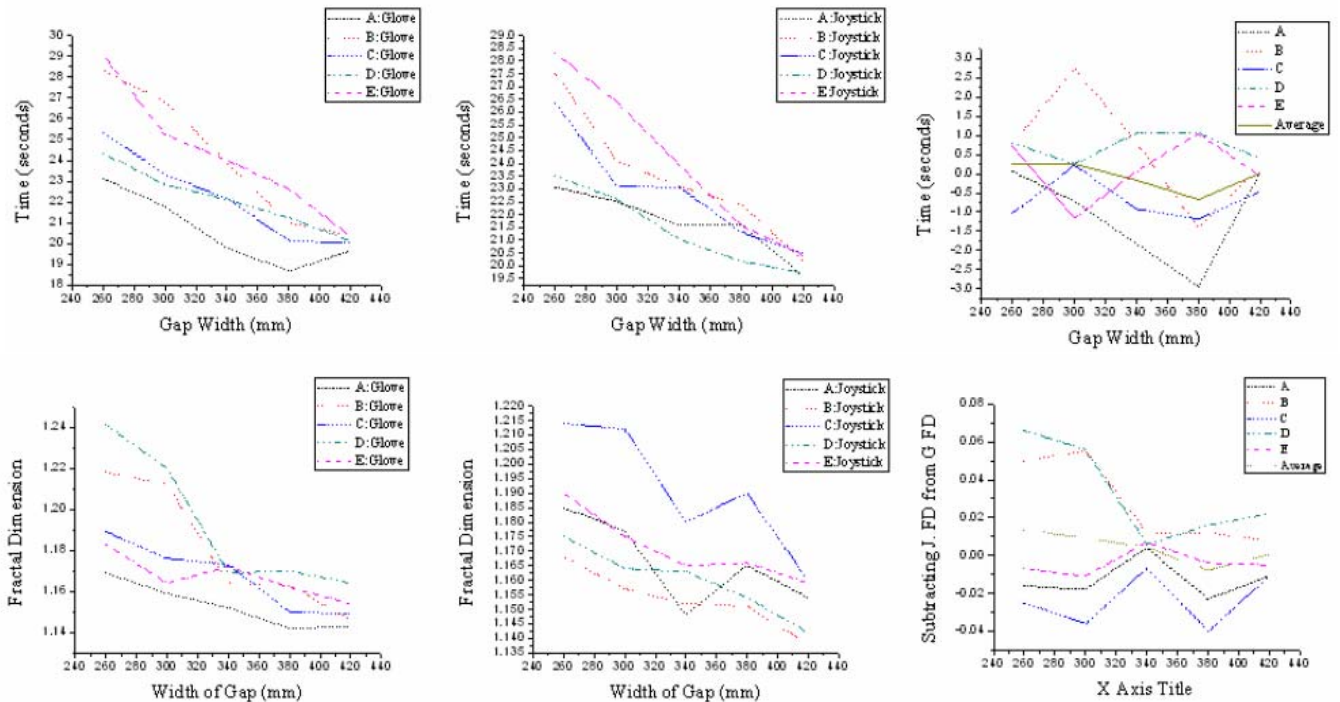 A:Glove
B:Glove
C:Glove
D:Glove
E:Glove
30
29
28
27
26
25
24
23
22
21
20
19
18
Time (seconds)
240 260 280 300 320 340 360 380 400 420 440
Gap Width (mm)
A:Joystick
B:Joystick
C:Joystick
D:Joystick
E:Joystick
29.0
28.5
28.0
27.5
27.0
26.5
26.0
25.5
25.0
24.5
24.0
23.5
23.0
22.5
22.0
21.5
21.0
20.5
20.0
19.5
Time (seconds)
240 260 280 300 320 340 360 380 400 420 440
Gap Width (mm)
A
B
C
D
E
Average
3.0
2.5
2.0
1.5
1.0
0.5
0.0
-0.5
-1.0
-1.5
-2.0
-2.5
-3.0
Time (seconds)
240 260 280 300 320 340 360 380 400 420 440
Gap Width (mm)
A:Glove
B:Glove
C:Glove
D:Glove
E:Glove
1.24
1.22
1.20
1.18
1.16
1.14
Fractal Dimension
240 260 280 300 320 340 360 380 400 420 440
Width of Gap (mm)
A:Joystick
B:Joystick
C:Joystick
D:Joystick
E:Joystick
1.220
1.215
1.210
1.205
1.200
1.195
1.190
1.185
1.180
1.175
1.170
1.165
1.160
1.155
1.150
1.145
1.140
1.135
Fractal Dimension
240 260 280 300 320 340 360 380 400 420 440
Width of Gap (mm)
A
B
C
D
E
Average
0.08
0.06
0.04
0.02
0.00
-0.02
-0.04
Subtracting J. FD from G FD
240 260 280 300 320 340 360 380 400 420 440
X Axis Title